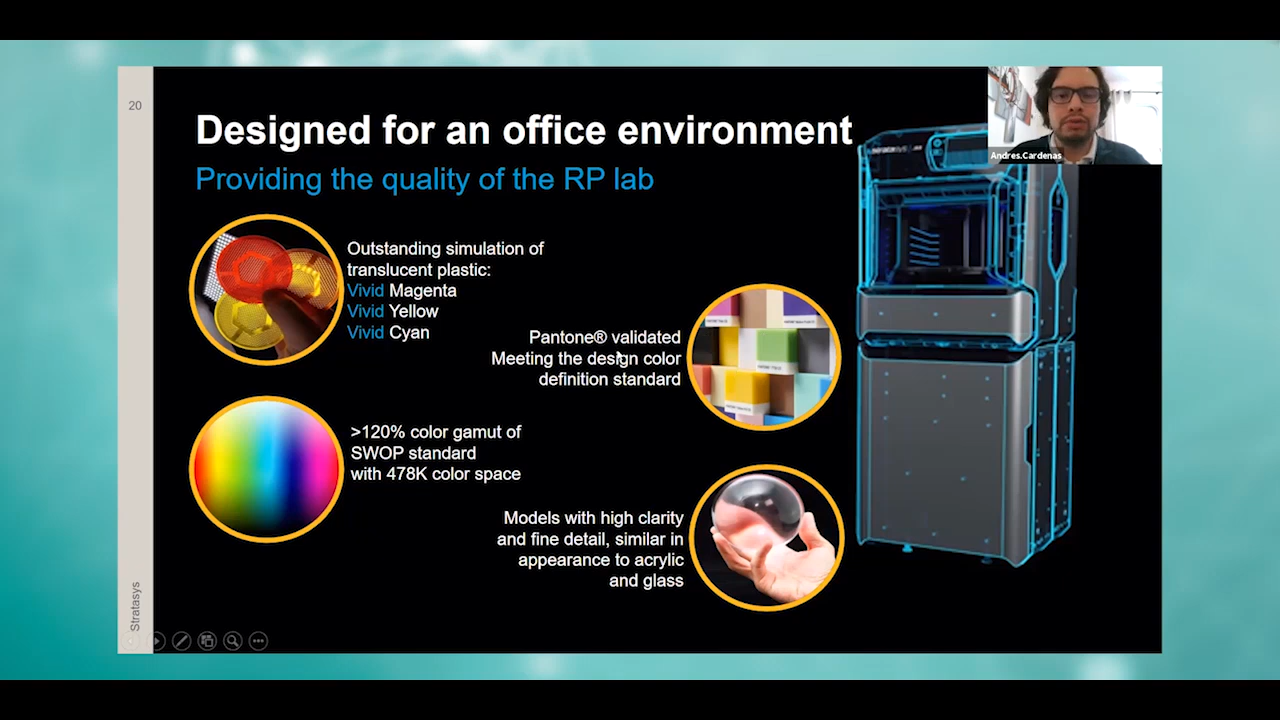 20
Designed for an office environment
Providing the quality of the RP lab
Andres.Cardenas
Outstanding simulation of
translucent plastic:
Vivid Magenta
Vivid Yellow
Vivid Cyan
Pantone® validated
Meeting the design color
definition standard
>120% color gamut of
SWOP standard
with 478K color space
Models with high clarity
and fine detail, similar in
appearance to acrylic
and glass
Stratasys